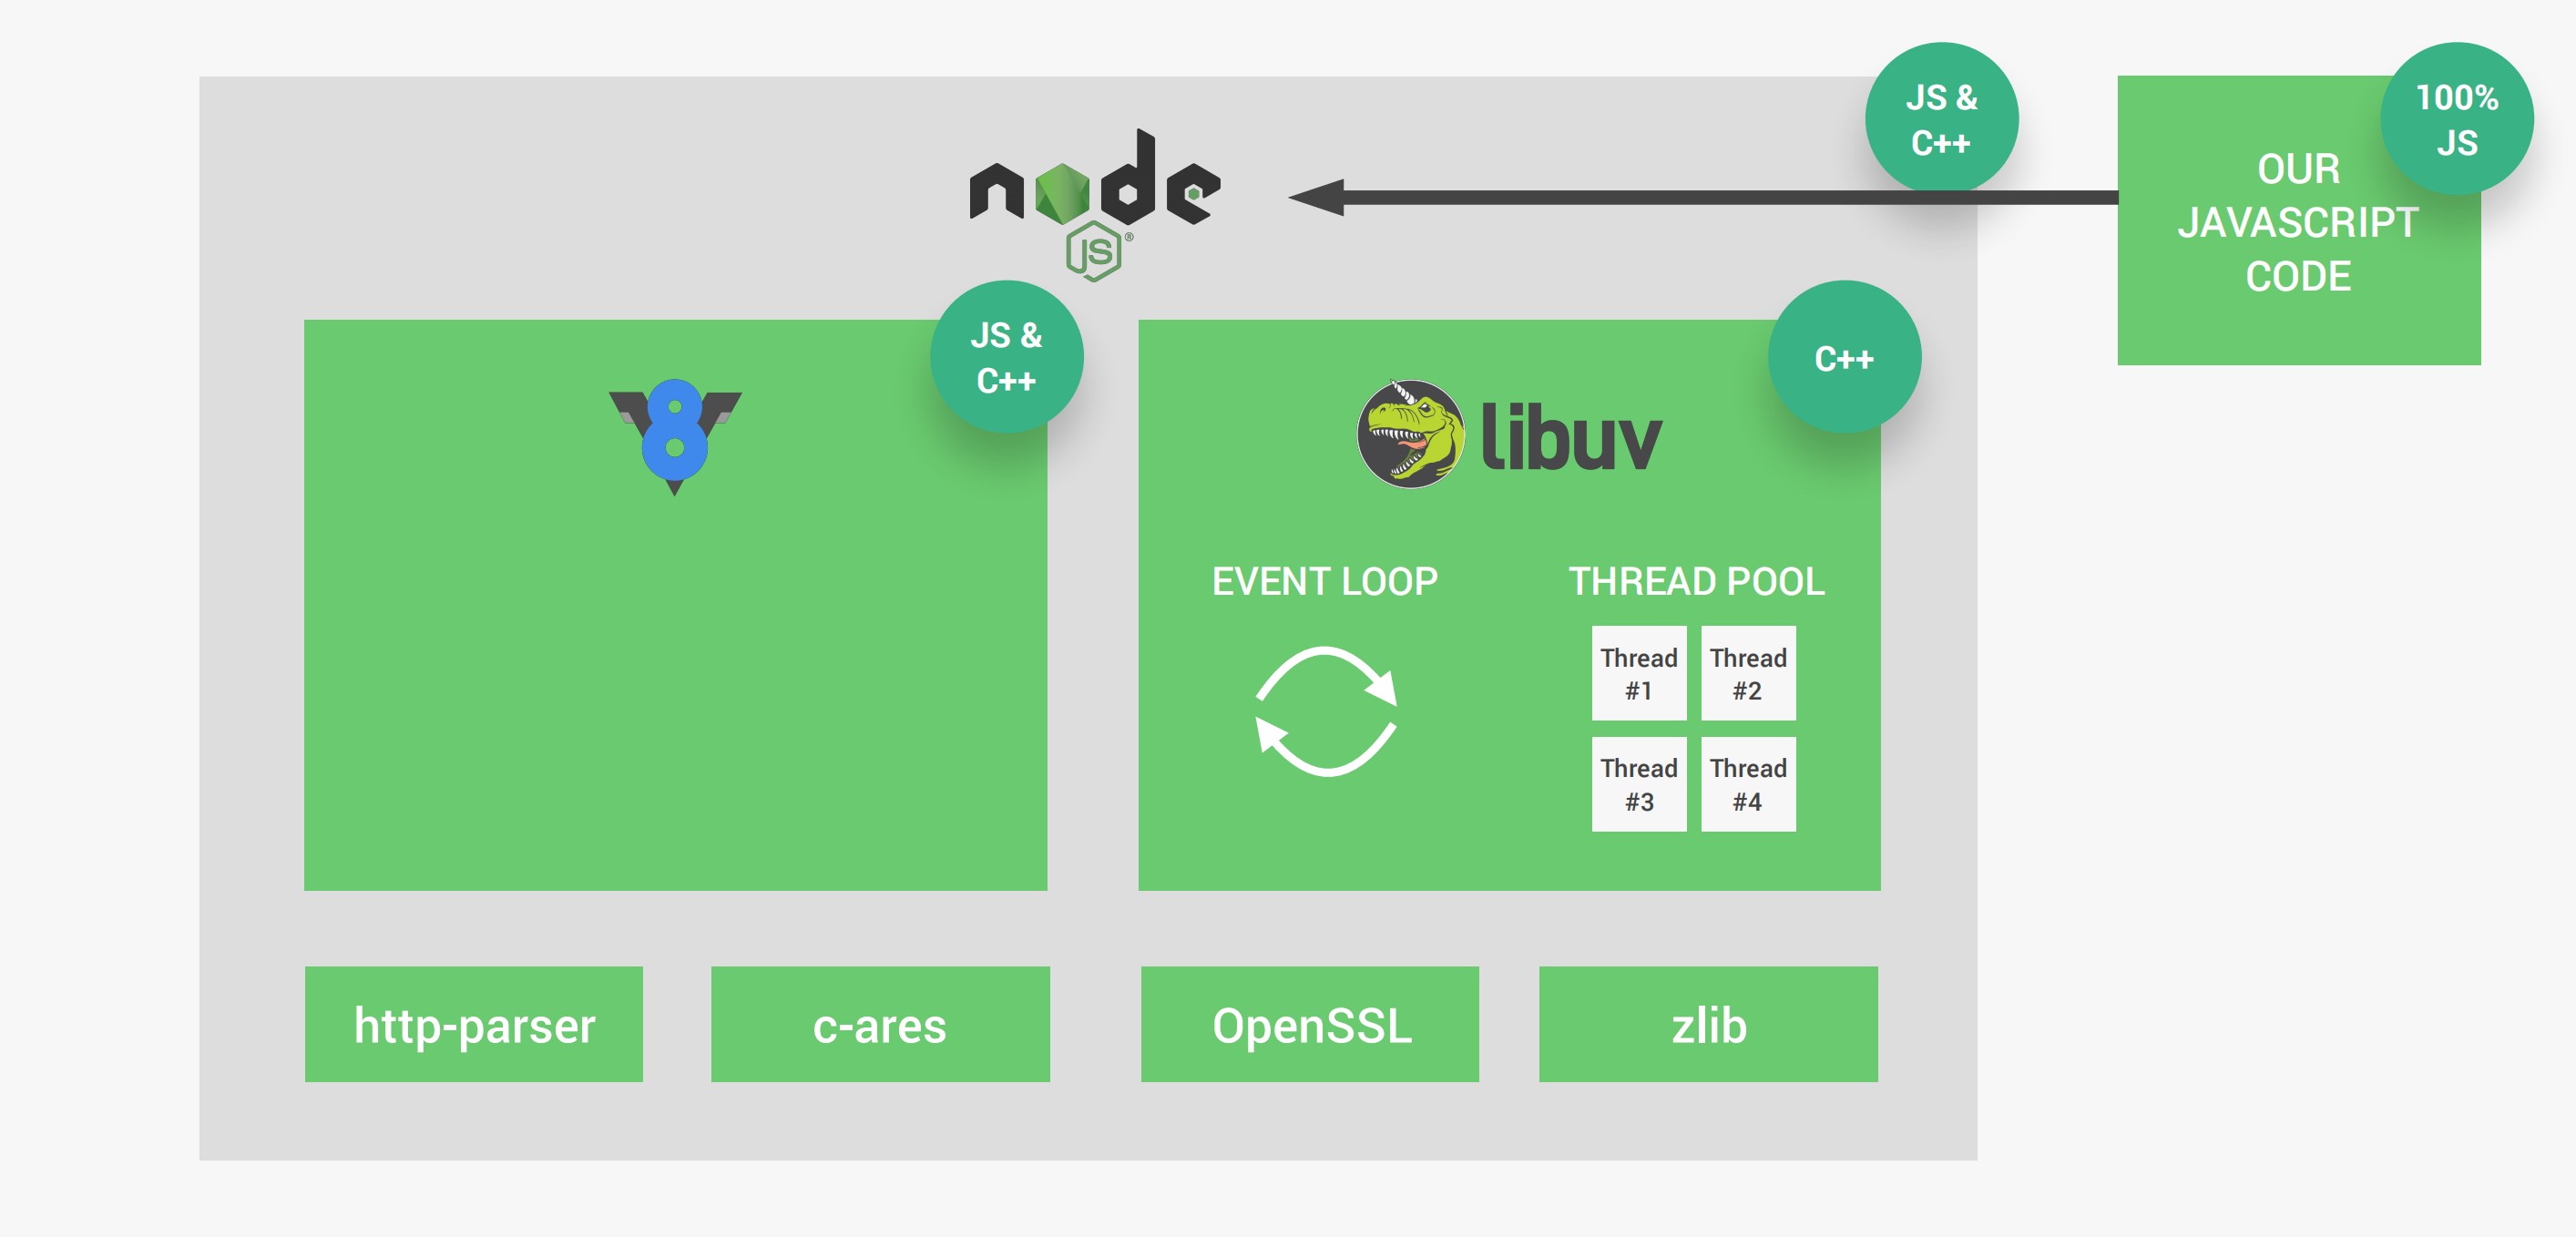 node
JS®
JS &
C++
100%
JS
OUR
JAVASCRIPT
CODE
V8
JS &
C++
libuv
C++
EVENT LOOP
THREAD POOL
Thread
#1
Thread
#2
Thread
#3
Thread
#4
http-parser
c-ares
OpenSSL
zlib